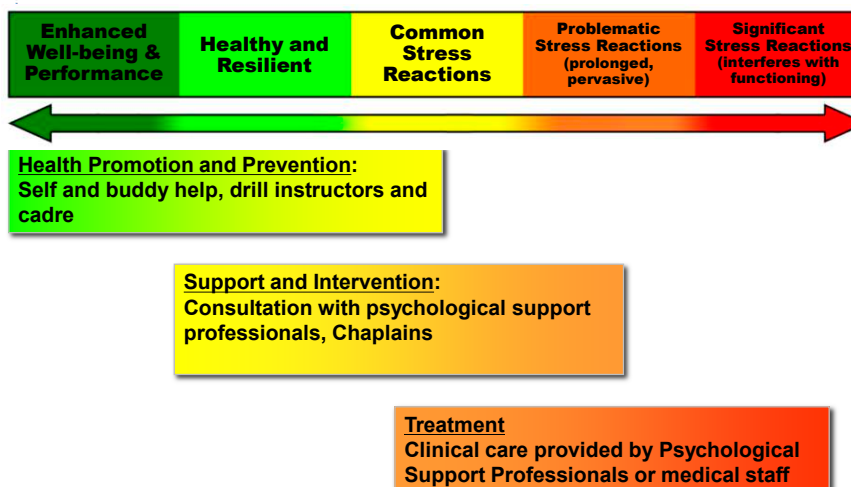 Enhanced
Well-being &
Performance
Healthy and
Resilient
Common
Stress
Reactions
Problematic
Stress Reactions
(prolonged,
pervasive)
Significant
Stress Reactions
(interferes with
functioning)
Health Promotion and Prevention:
Self and buddy help, drill instructors and
cadre
Support and Intervention:
Consultation with psychological support
professionals, Chaplains
Treatment
Clinical care provided by Psychological
Support Professionals or medical staff